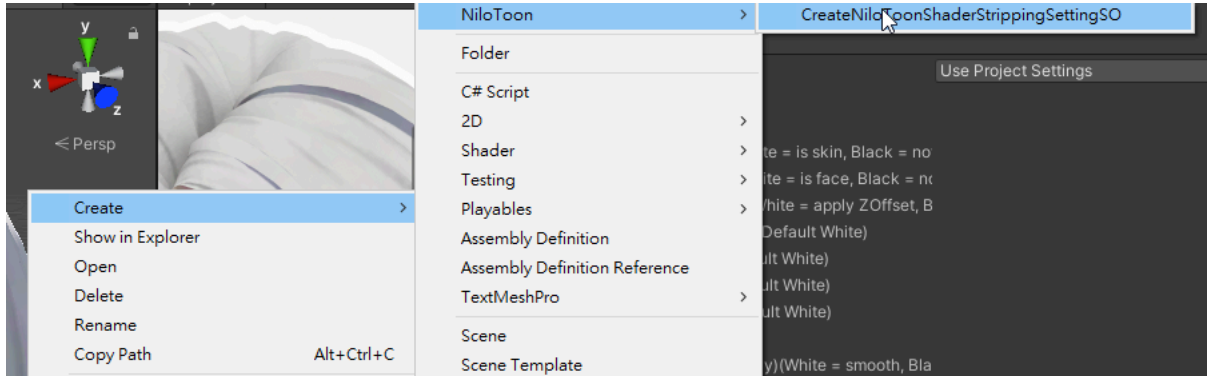 y
x
z
Persp
Create
Show in Explorer
Open
Delete
Rename
Copy Path Alt+Ctrl+C
NiloToon
Folder
C# Script
2D
Shader
Testing
Playables
Assembly Definition
Assembly Definition Reference
TextMeshPro
Scene
Scene Template
CreateNiloToonShaderStrippingSettingSO
Use Project Settings
te = is skin, Black = no
ite = is face, Black = no
hite = apply ZOffset, B
Default White)
ult White)
ult White)
ult White)
y)(White = smooth, Bla